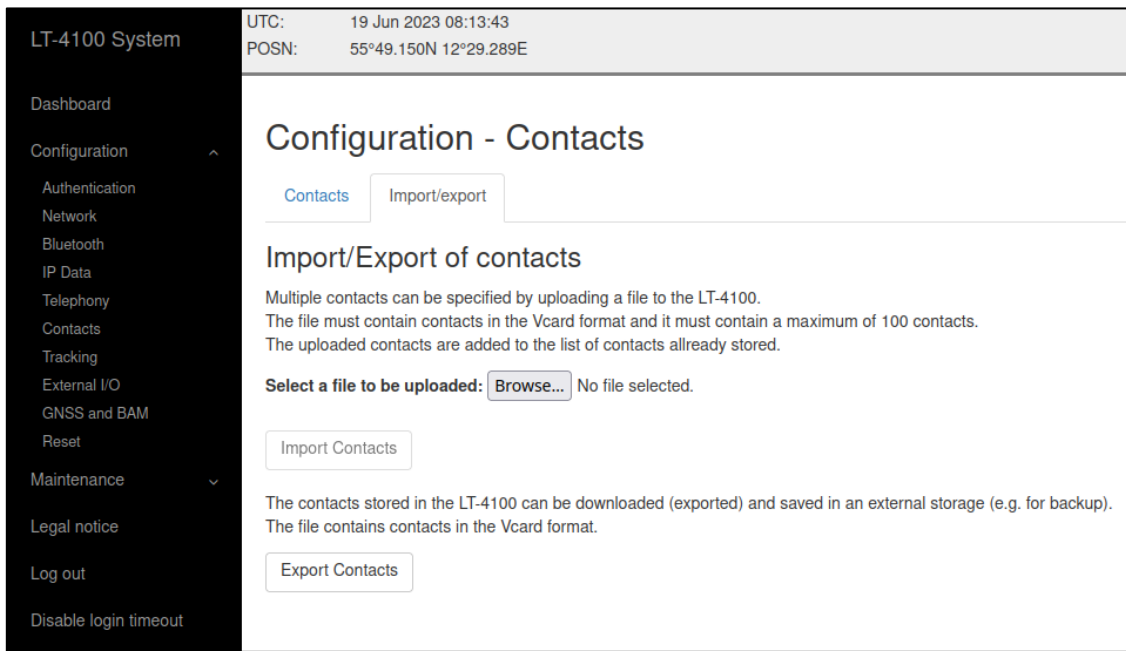 LT-4100 System
UTC: 19 Jun 2023 08:13:43
POSN: 55°49.150N 12°29.289E
Dashboard
Configuration
Authentication
Network
Bluetooth
IP Data
Telephony
Contacts
Tracking
External I/O
GNSS and BAM
Reset
Maintenance
Legal notice
Log out
Disable login timeout
Configuration - Contacts
Contacts Import/export
Import/Export of contacts
Multiple contacts can be specified by uploading a file to the LT-4100.
The file must contain contacts in the Vcard format and it must contain a maximum of 100 contacts.
The uploaded contacts are added to the list of contacts allready stored.
Select a file to be uploaded: Browse... No file selected.
Import Contacts
The contacts stored in the LT-4100 can be downloaded (exported) and saved in an external storage (e.g. for backup).
The file contains contacts in the Vcard format.
Export Contacts